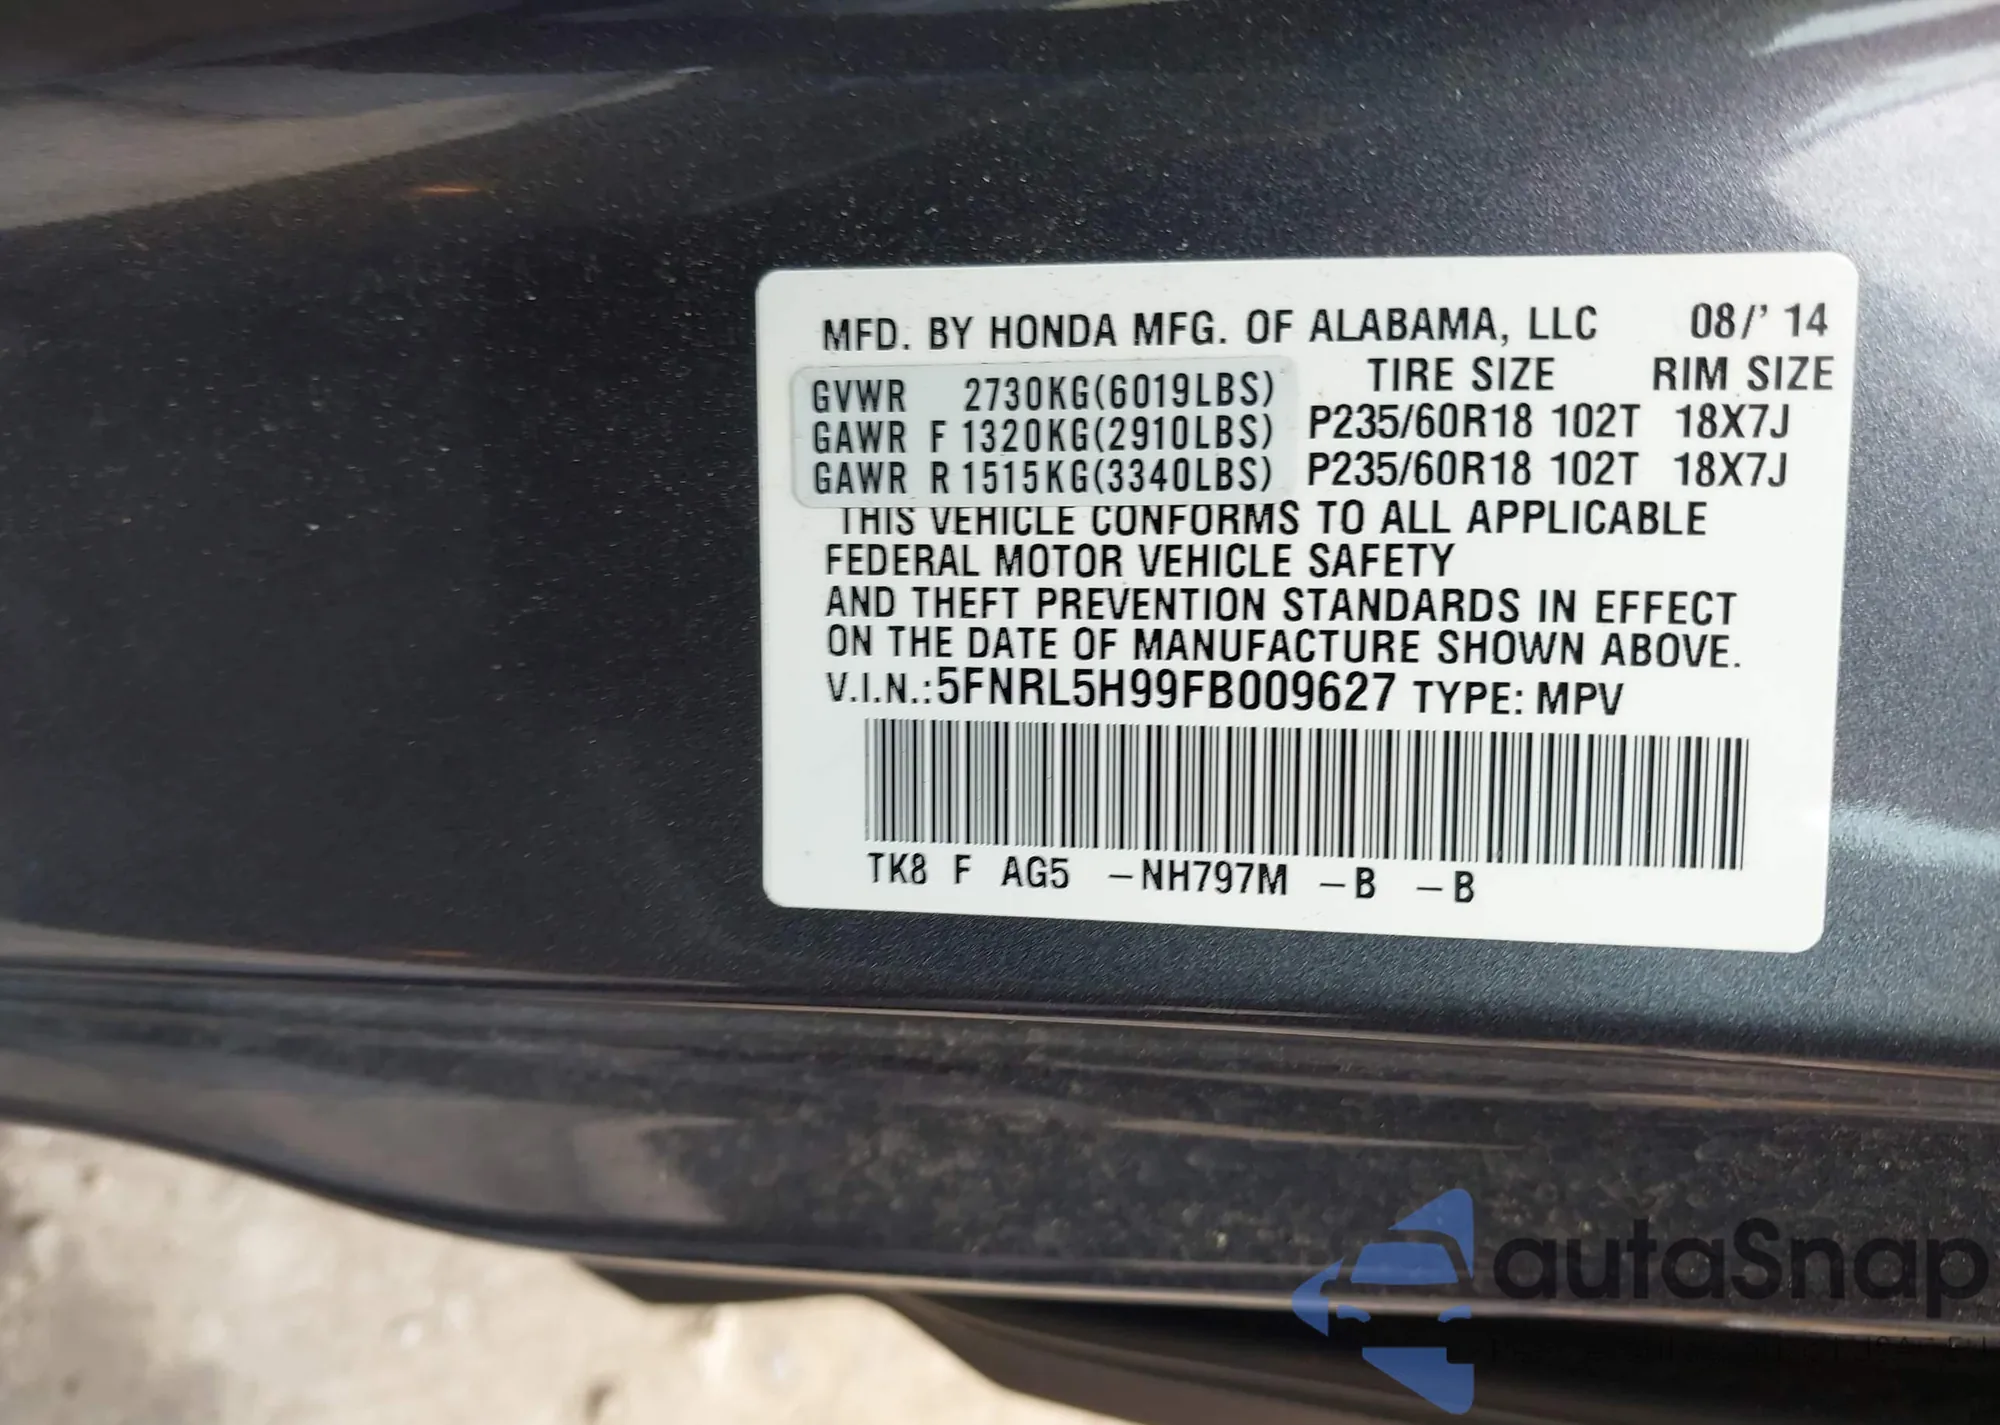 MFD. BY HONDA MFG. OF ALABAMA, LLC 08/' 14
TIRE SIZE RIM SIZE
GVWR 2730KG(6019LBS)
GAWR F 1320KG(2910LBS) P235/60R18 102T 18X7J
GAWR R 1515KG(3340LBS) P235/60R18 102T 18X7J
THIS VEHICLE CONFORMS TO ALL APPLICABLE
FEDERAL MOTOR VEHICLE SAFETY
AND THEFT PREVENTION STANDARDS IN EFFECT
ON THE DATE OF MANUFACTURE SHOWN ABOVE.
V.I.N.:5FNRL5H99FB009627 TYPE: MPV
TK8 F AG5 –NH797M –B –B
autaSnap